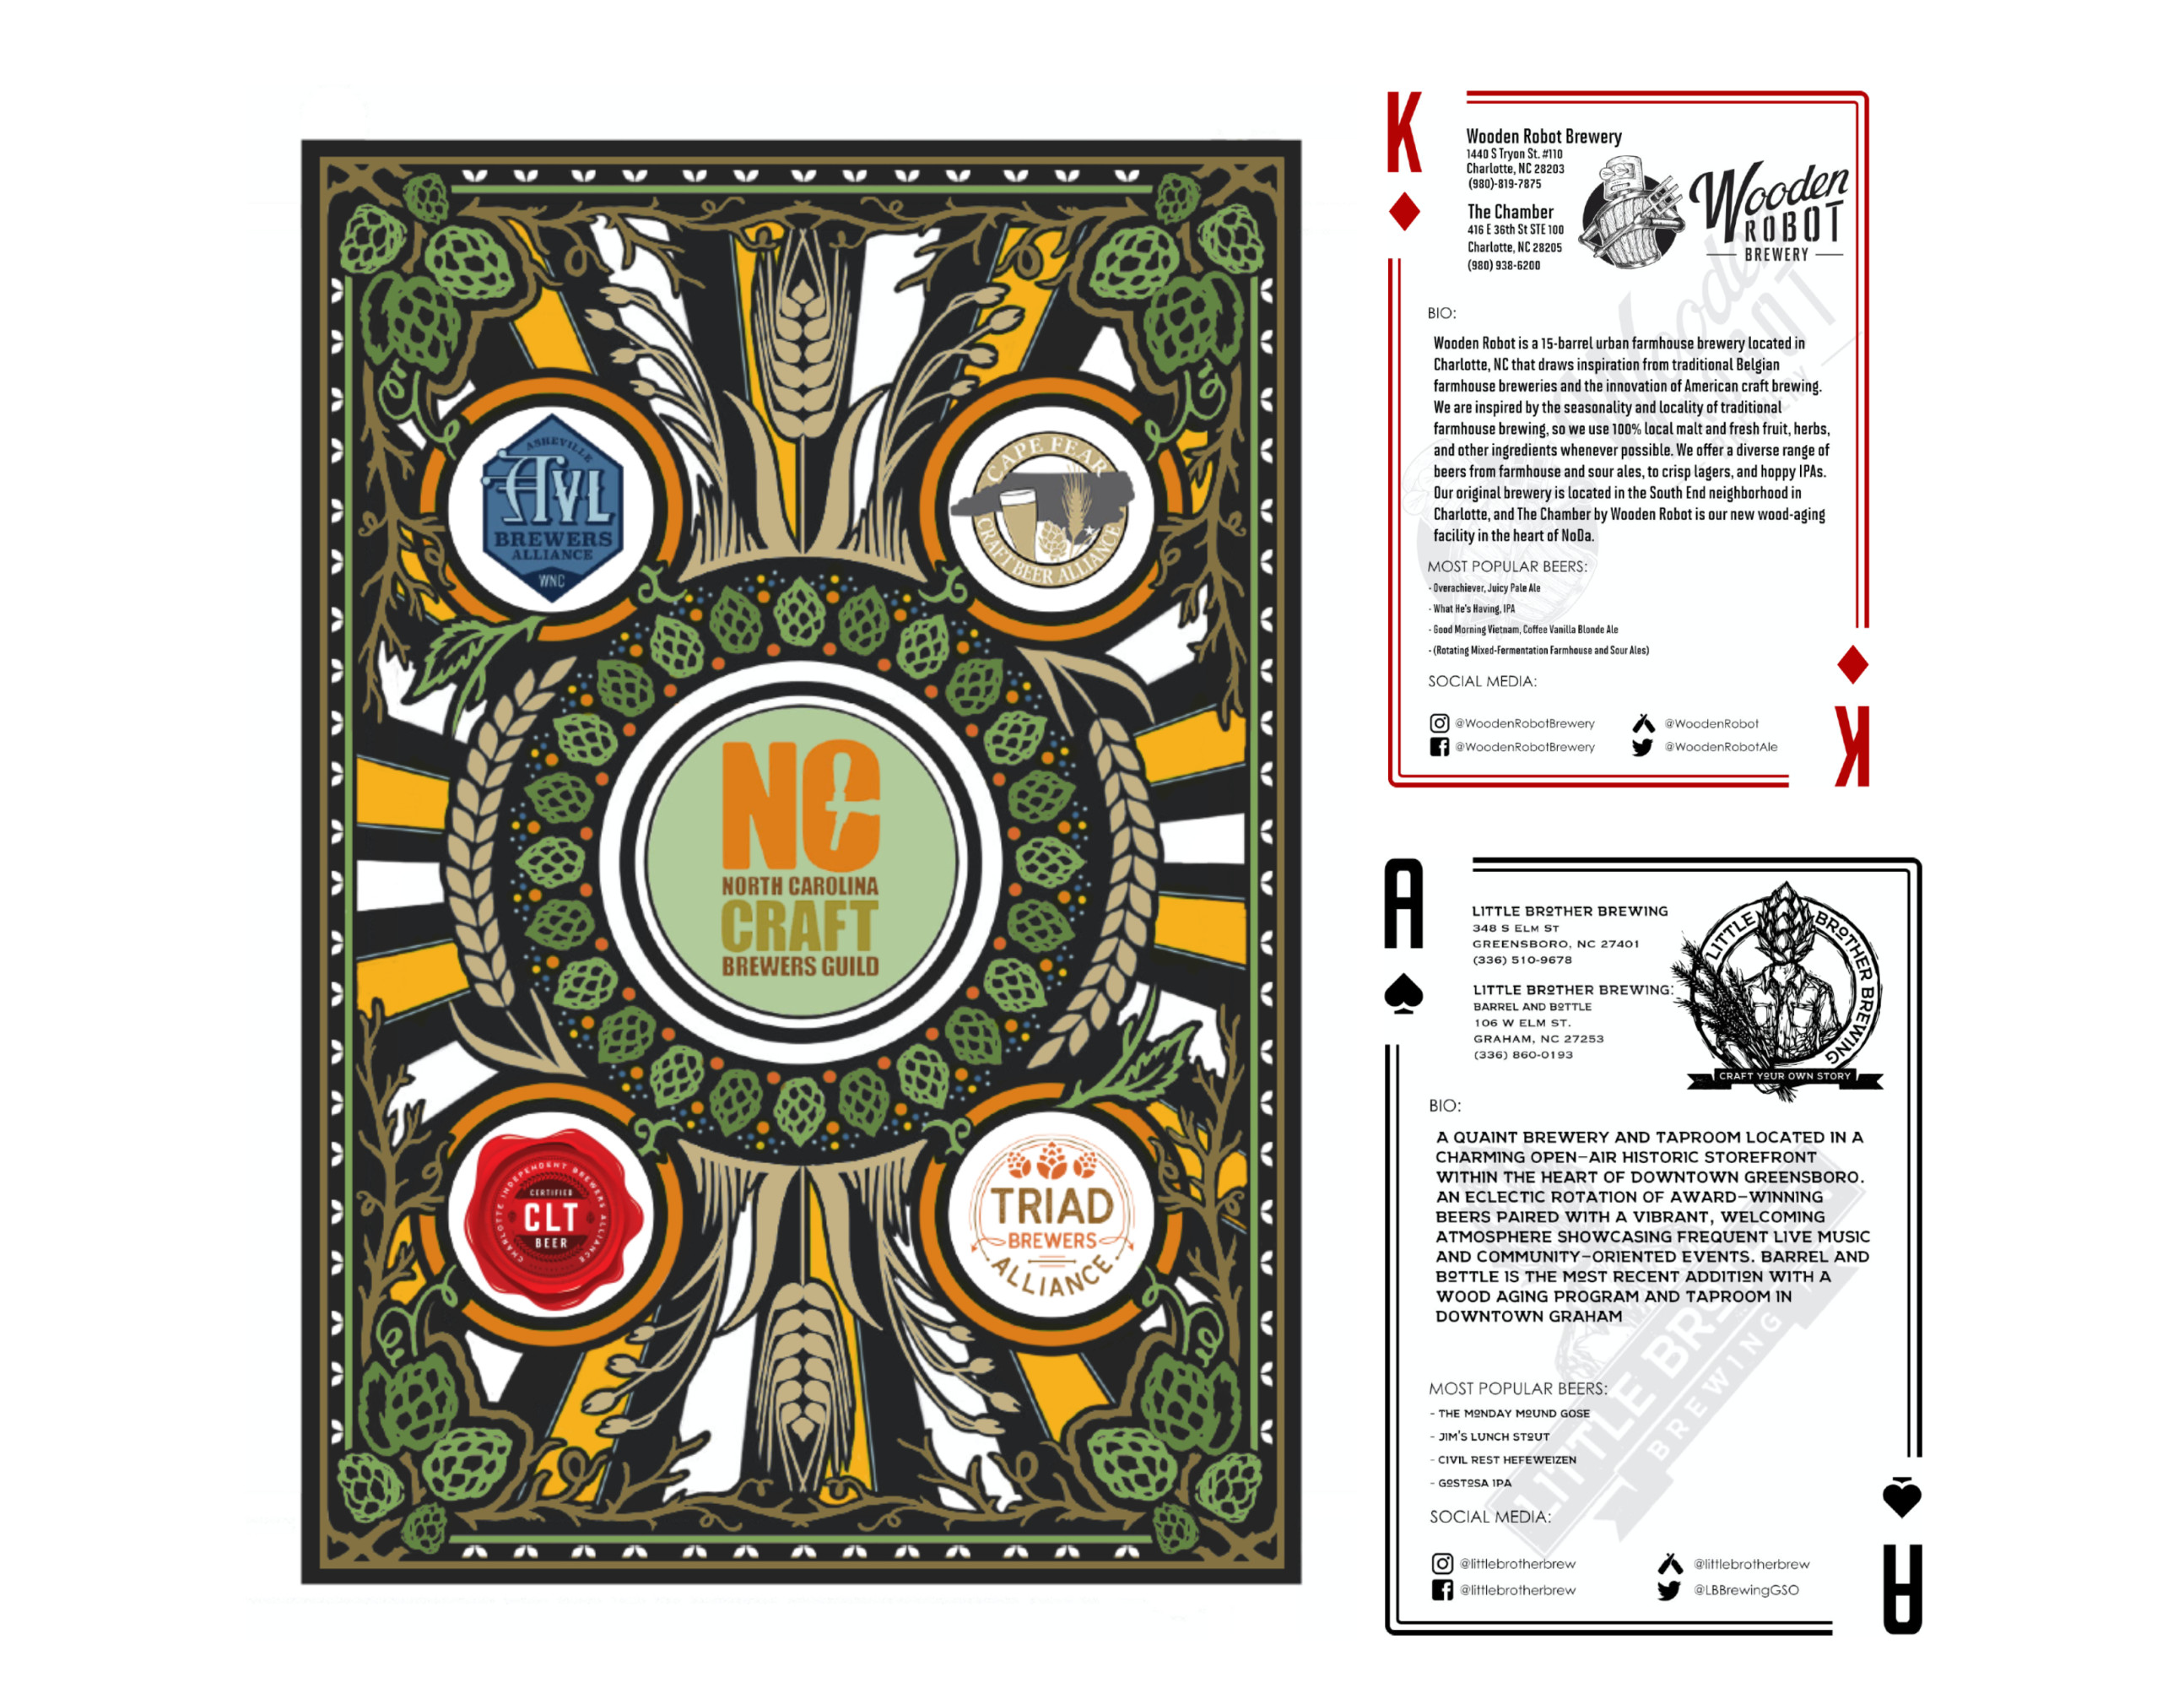 ASHEVILLE
AVL
BREWERS
ALLIANCE
WNC
CAPE FEAR
CRAFT BEER ALLIANCE
NC
NORTH CAROLINA
CRAFT
BREWERS GUILD
CHARLOTTE INDEPENDENT BREWERS ALLIANCE
CERTIFIED
CLT
BEER
TRIAD
BREWERS
ALLIANCE
K
Wooden Robot Brewery
1440 S Tryon St. #110
Charlotte, NC 28203
(980)-819-7875
The Chamber
416 E 36th St STE 100
Charlotte, NC 28205
(980) 938-6200
Wooden
ROBOT
BREWERY
BIO:
Wooden Robot is a 15-barrel urban farmhouse brewery located in
Charlotte, NC that draws inspiration from traditional Belgian
farmhouse breweries and the innovation of American craft brewing.
We are inspired by the seasonality and locality of traditional
farmhouse brewing, so we use 100% local malt and fresh fruit, herbs,
and other ingredients whenever possible. We offer a diverse range of
beers from farmhouse and sour ales, to crisp lagers, and hoppy IPAs.
Our original brewery is located in the South End neighborhood in
Charlotte, and The Chamber by Wooden Robot is our new wood-aging
facility in the heart of NoDa.
MOST POPULAR BEERS:
- Overachiever, Juicy Pale Ale
- What He's Having, IPA
- Good Morning Vietnam, Coffee Vanilla Blonde Ale
- (Rotating Mixed-Fermentation Farmhouse and Sour Ales)
SOCIAL MEDIA:
@WoodenRobotBrewery
@WoodenRobot
@WoodenRobotBrewery
@WoodenRobotAle
K
A
LITTLE BROTHER BREWING
348 S ELM ST
GREENSBORO, NC 27401
(336) 510-9678
LITTLE BROTHER BREWING:
BARREL AND BOTTLE
106 W ELM ST.
GRAHAM, NC 27253
(336) 860-0193
LITTLE BROTHER BREWING
CRAFT YOUR OWN STORY
BIO:
A QUAINT BREWERY AND TAPROOM LOCATED IN A
CHARMING OPEN-AIR HISTORIC STOREFRONT
WITHIN THE HEART OF DOWNTOWN GREENSBORO.
AN ECLECTIC ROTATION OF AWARD-WINNING
BEERS PAIRED WITH A VIBRANT, WELCOMING
ATMOSPHERE SHOWCASING FREQUENT LIVE MUSIC
AND COMMUNITY-ORIENTED EVENTS. BARREL AND
BOTTLE IS THE MOST RECENT ADDITION WITH A
WOOD AGING PROGRAM AND TAPROOM IN
DOWNTOWN GRAHAM
LITTLE BROTHER
BREWING
MOST POPULAR BEERS:
- THE MONDAY MOUND GOSE
- JIM'S LUNCH STOUT
- CIVIL REST HEFEWEIZEN
- GOSTOSA IPA
SOCIAL MEDIA:
@littlebrotherbrew
@littlebrotherbrew
@littlebrotherbrew
@LBBrewingGSO
A